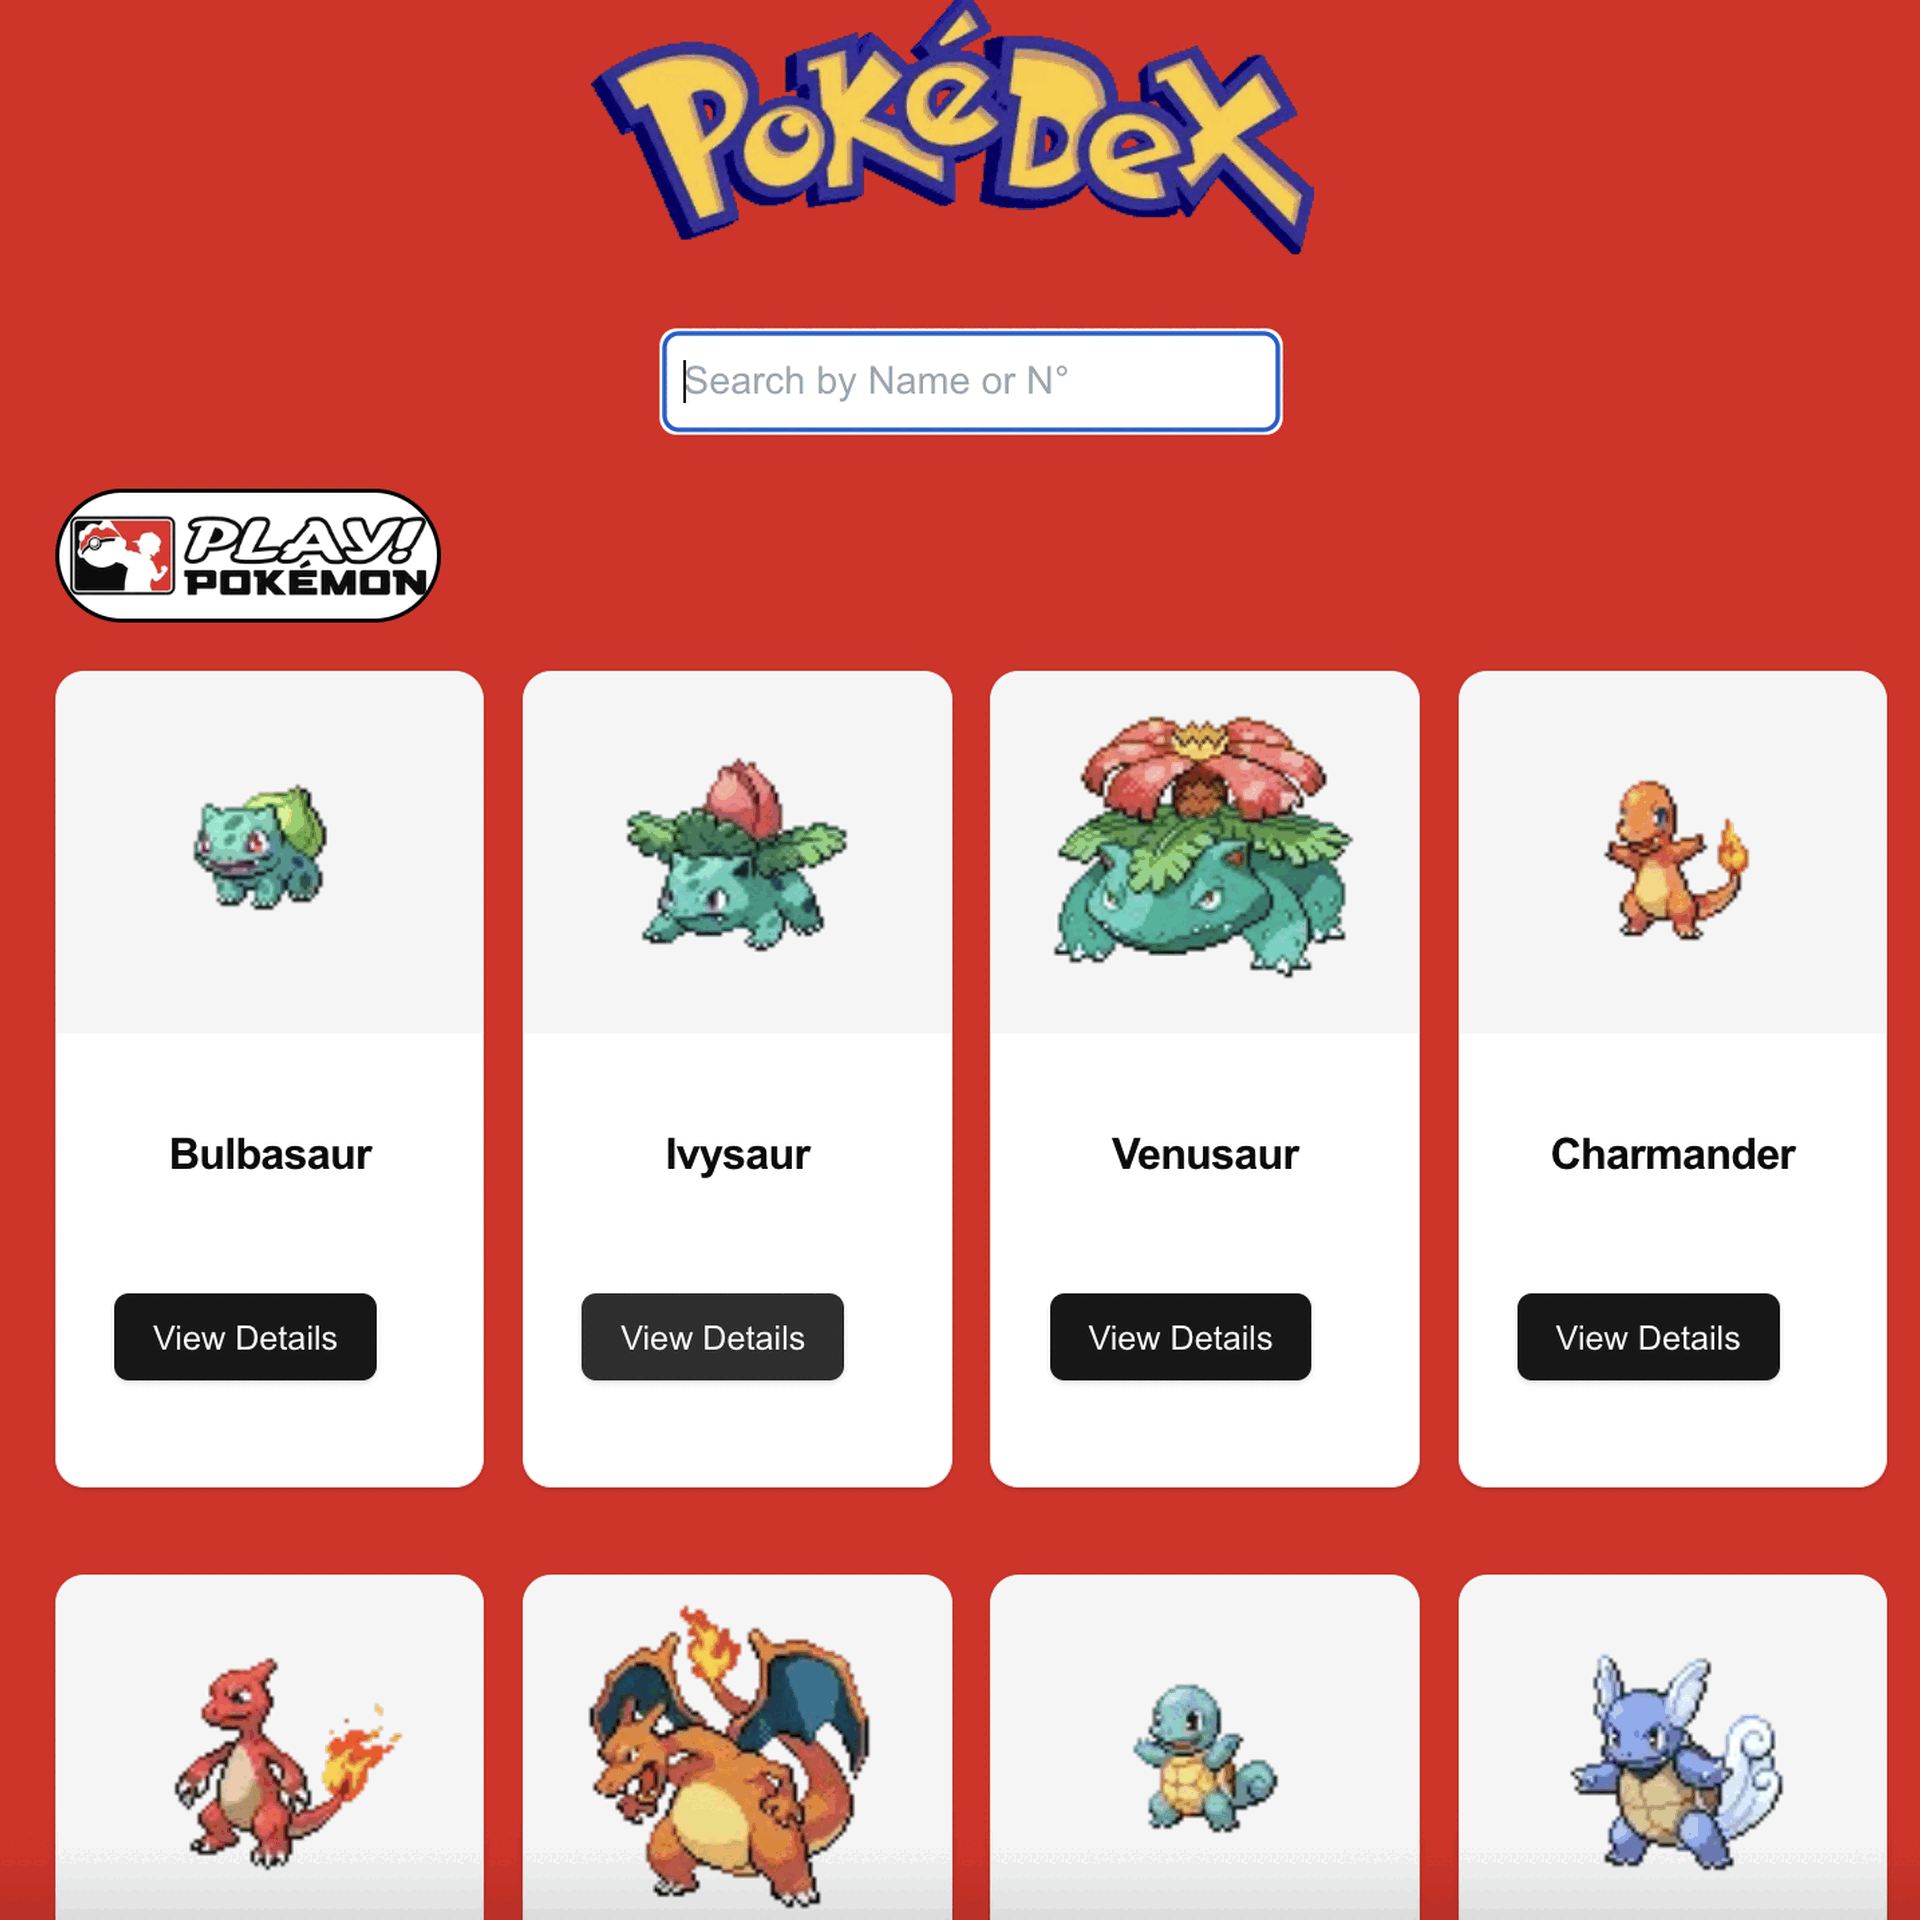 PokéDex
Search by Name or N°
PLAY!
POKÉMON
Bulbasaur
Ivysaur
Venusaur
Charmander
View Details
View Details
View Details
View Details